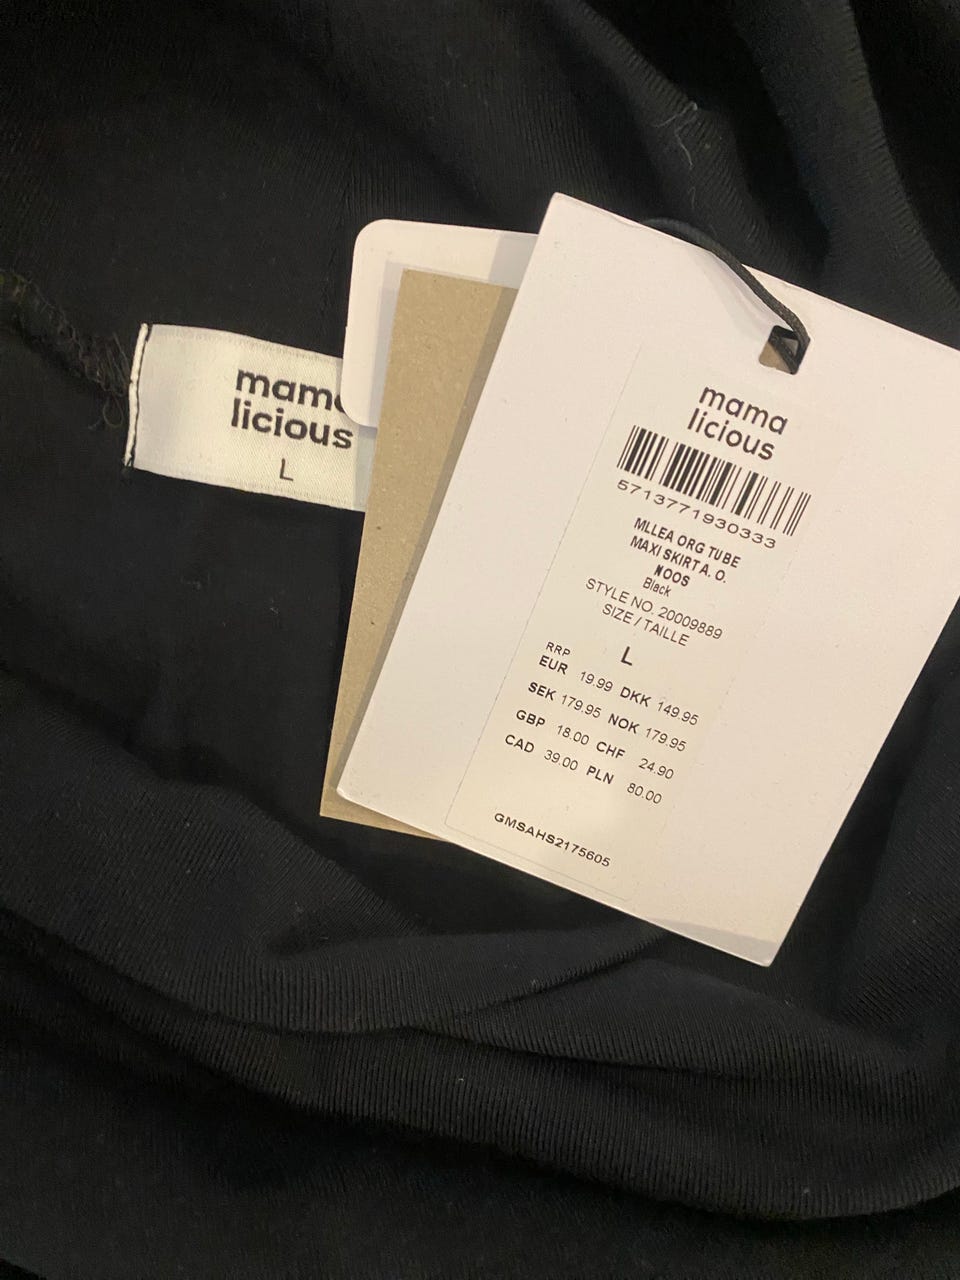 mama
licious
L
mama
licious
5713771930333
MLLEA ORG TUBE
MAXI SKIRT A. O.
NOOS
Black
STYLE NO. 20009889
SIZE / TAILLE
L
RRP
EUR 19.99 DKK 149.95
SEK 179.95 NOK 179.95
GBP 18.00 CHF 24.90
CAD 39.00 PLN 80.00
GMSAHS2175605